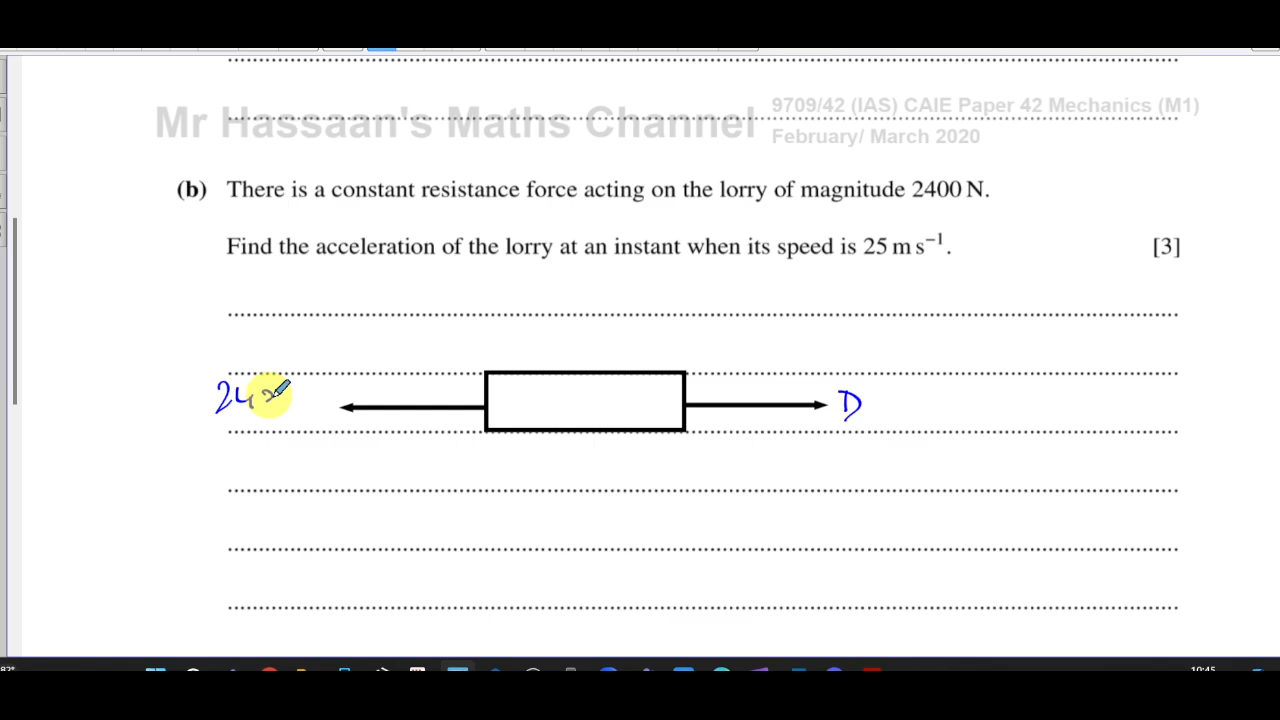 Mr Hassaan's Maths Channel
9709/42 (IAS) CAIE Paper 42 Mechanics (M1)
February/ March 2020
(b) There is a constant resistance force acting on the lorry of magnitude 2400 N.
Find the acceleration of the lorry at an instant when its speed is 25 m s⁻¹. [3]
24
D